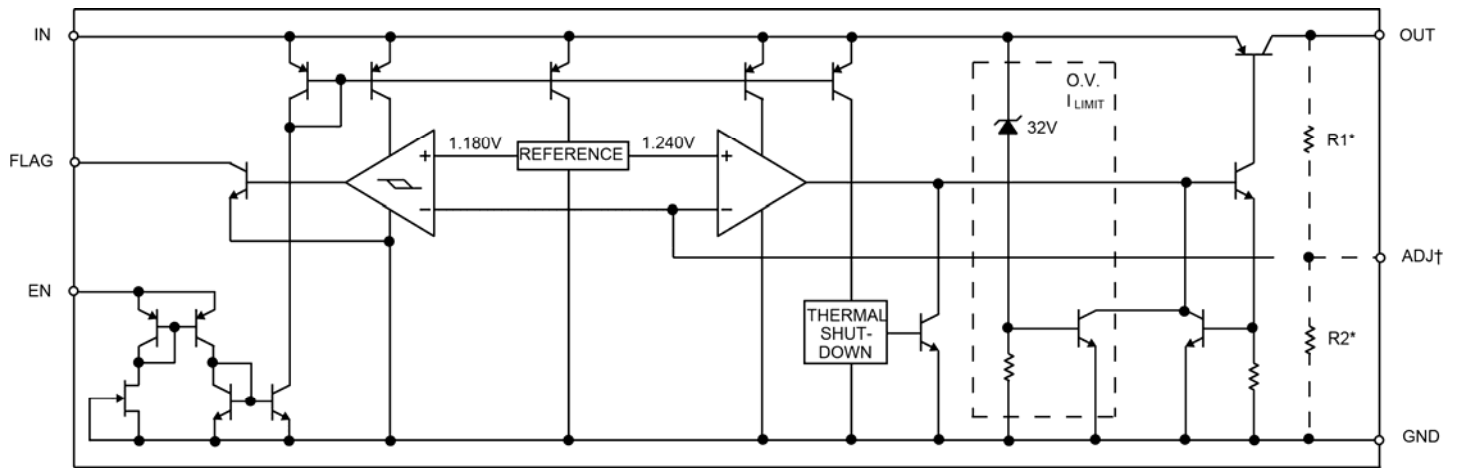 IN
OUT
O.V.
I LIMIT
32V
R1*
FLAG
1.180V
REFERENCE
1.240V
+
+
−
−
ADJ†
EN
THERMAL
SHUT-
DOWN
R2*
GND